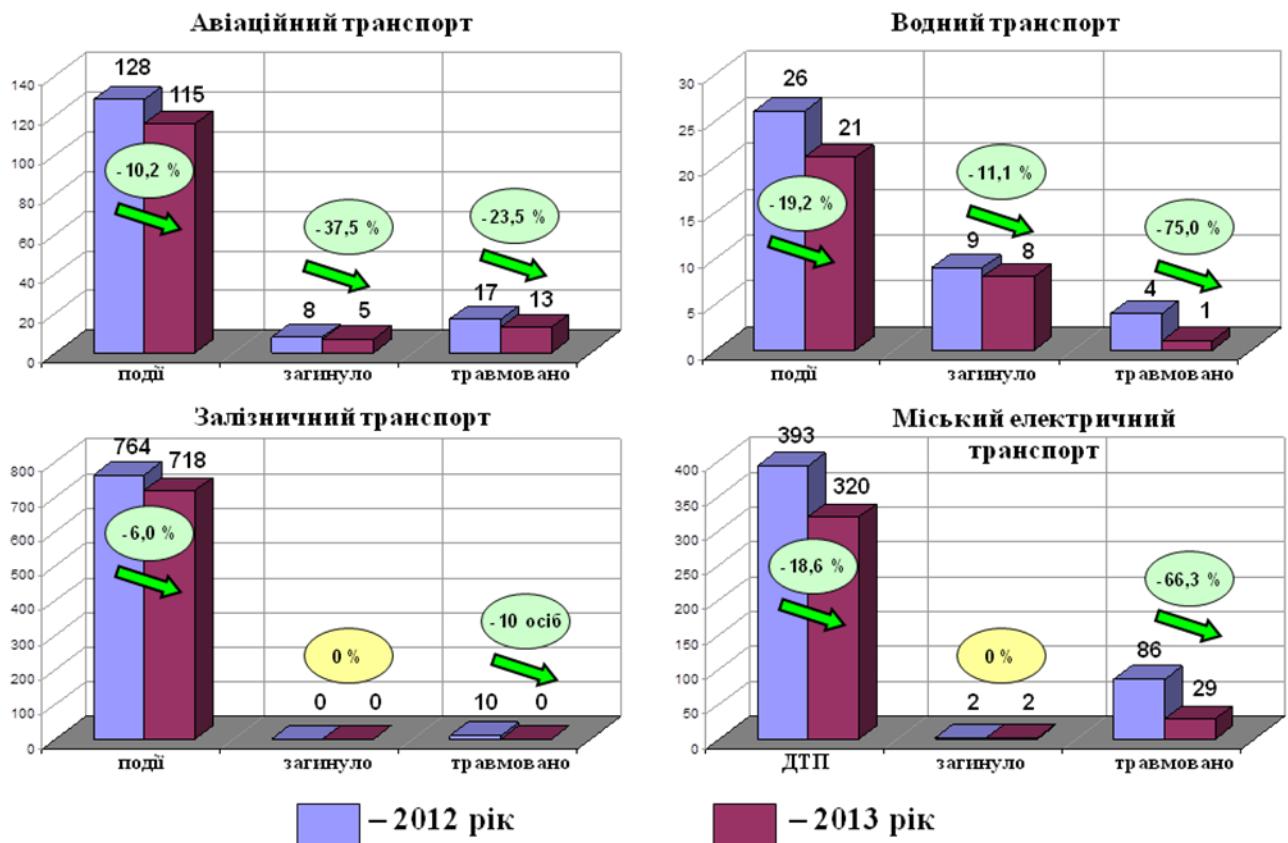 Авіаційний транспорт
140
120
100
80
60
40
20
0
128
115
- 10,2 %
8
5
-37,5 %
17
13
-23,5 %
події
загинуло
травмовано
Водний транспорт
30
25
20
15
10
5
0
26
21
- 19,2 %
9
8
-11,1 %
4
1
-75,0 %
події
загинуло
травмовано
Залізничний транспорт
800
700
600
500
400
300
200
100
0
764
718
-6,0 %
0
0
0 %
10
0
- 10 осіб
події
загинуло
травмовано
Міський електричний
транспорт
400
350
300
250
200
150
100
50
0
393
320
- 18,6 %
2
2
0 %
86
29
-66,3 %
ДТП
загинуло
травмовано
– 2012 рік
– 2013 рік